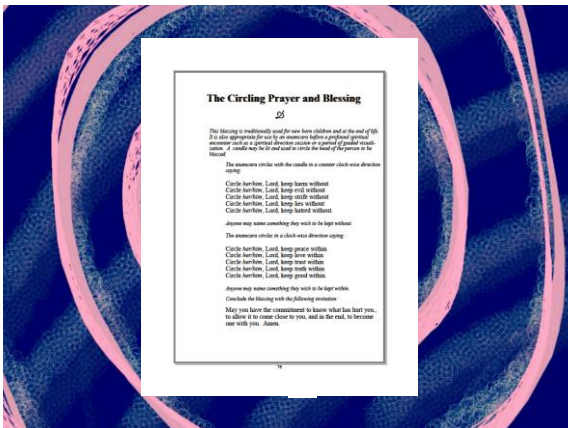 The Circling Prayer and Blessing
This blessing is traditionally used for new born children and at the end of life.
It is also appropriate for use by an anamcara before a profound spiritual
encounter such as a spiritual direction session or a period of guided visuali-
zation. A candle may be lit and used to circle the head of the person to be
blessed
The anamcara circles with the candle in a counter clock-wise direction
saying:
Circle her/him, Lord, keep harm without
Circle her/him, Lord, keep evil without
Circle her/him, Lord, keep strife without
Circle her/him, Lord, keep lies without
Circle her/him, Lord, keep hatred without.
Anyone may name something they wish to be kept without.
The anamcara circles in a clock-wise direction saying.
Circle her/him, Lord, keep peace within
Circle her/him, Lord, keep love within
Circle her/him, Lord, keep trust within
Circle her/him, Lord, keep truth within
Circle her/him, Lord, keep good within
Anyone may name something they wish to be kept within.
Conclude the blessing with the following invitation:
May you have the commitment to know what has hurt you,
to allow it to come close to you, and in the end, to become
one with you. Amen.